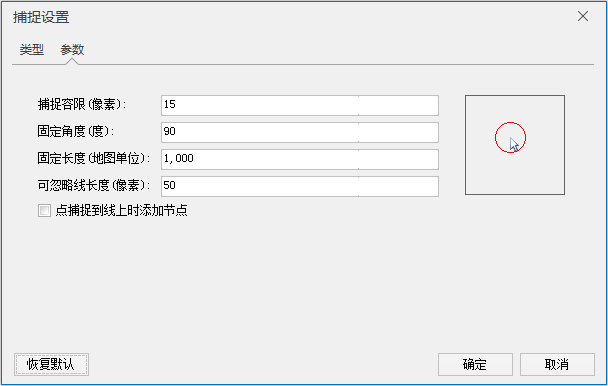 捕捉设置
类型 参数
捕捉容限(像素): 15
固定角度(度): 90
固定长度(地图单位): 1,000
可忽略线长度(像素): 50
点捕捉到线上时添加节点
恢复默认 确定 取消